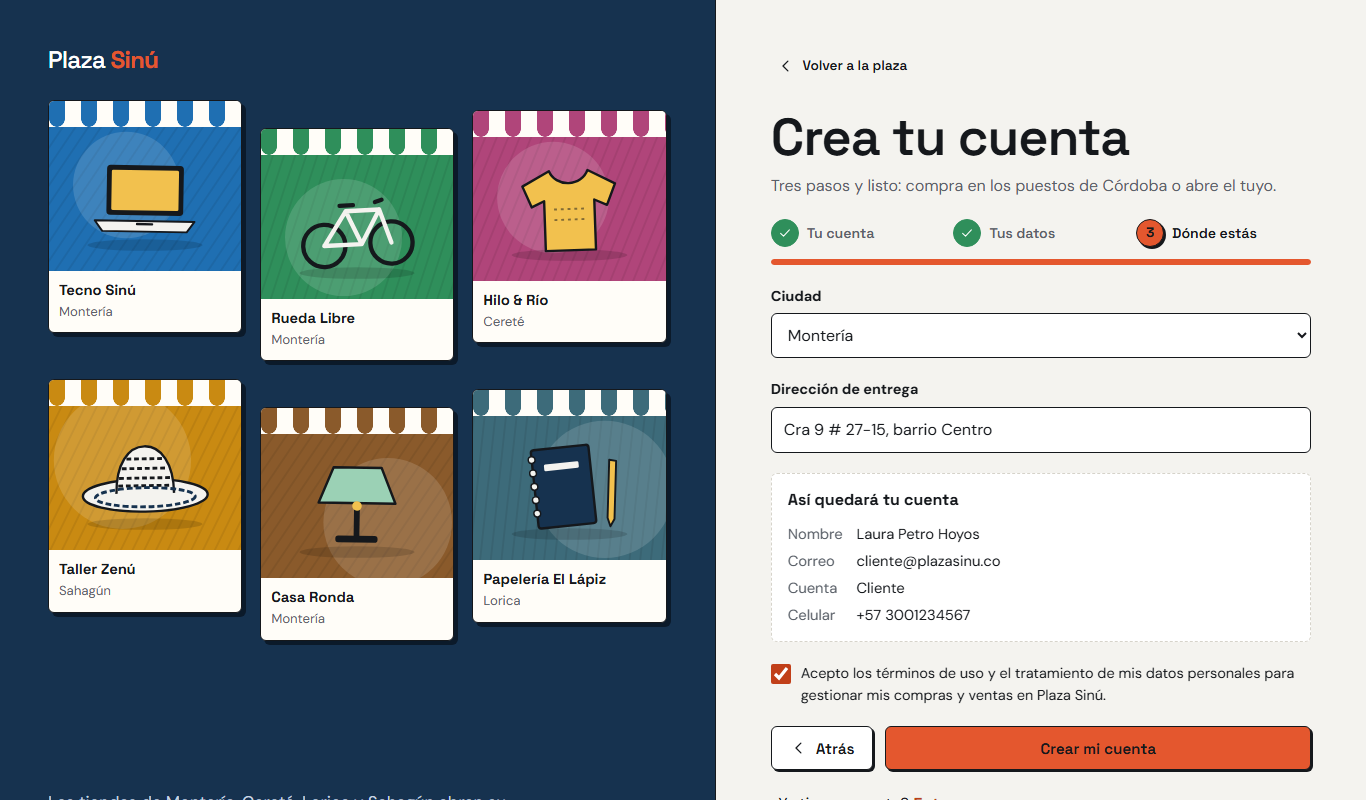 Plaza Sinú
Tecno Sinú
Montería
Rueda Libre
Montería
Hilo & Río
Cereté
Taller Zenú
Sahagún
Casa Ronda
Montería
Papelería El Lápiz
Lorica
Volver a la plaza
Crea tu cuenta
Tres pasos y listo: compra en los puestos de Córdoba o abre el tuyo.
Tu cuenta
Tus datos
3 Dónde estás
Ciudad
Montería
Dirección de entrega
Cra 9 # 27-15, barrio Centro
Así quedará tu cuenta
Nombre Laura Petro Hoyos
Correo cliente@plazasinu.co
Cuenta Cliente
Celular +57 3001234567
Acepto los términos de uso y el tratamiento de mis datos personales para
gestionar mis compras y ventas en Plaza Sinú.
Atrás
Crear mi cuenta